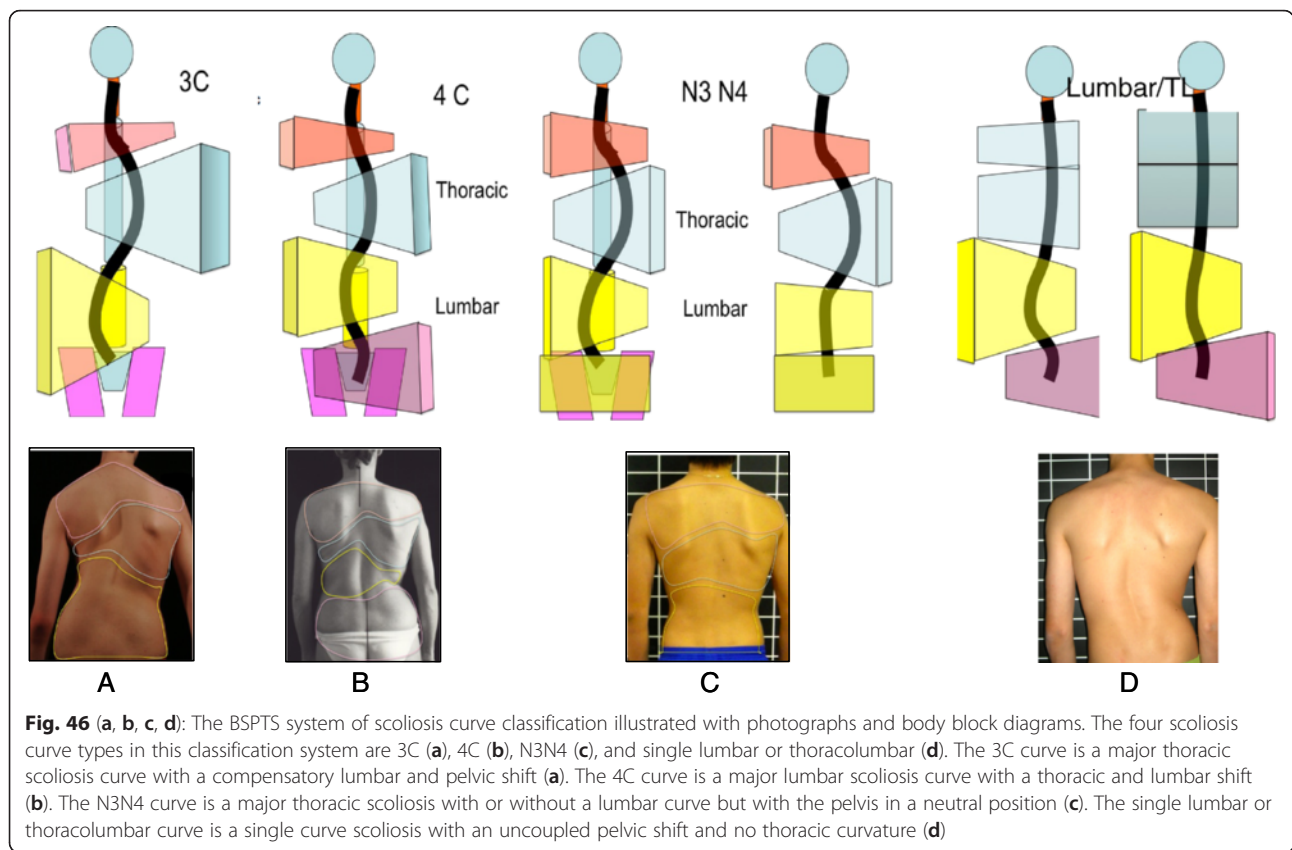 3C
:
4 C
N3 N4
Lumbar/TL
Thoracic
Thoracic
Lumbar
Lumbar
A
B
C
D
Fig. 46 (a, b, c, d): The BSPTS system of scoliosis curve classification illustrated with photographs and body block diagrams. The four scoliosis
curve types in this classification system are 3C (a), 4C (b), N3N4 (c), and single lumbar or thoracolumbar (d). The 3C curve is a major thoracic
scoliosis curve with a compensatory lumbar and pelvic shift (a). The 4C curve is a major lumbar scoliosis curve with a thoracic and lumbar shift
(b). The N3N4 curve is a major thoracic scoliosis with or without a lumbar curve but with the pelvis in a neutral position (c). The single lumbar or
thoracolumbar curve is a single curve scoliosis with an uncoupled pelvic shift and no thoracic curvature (d)